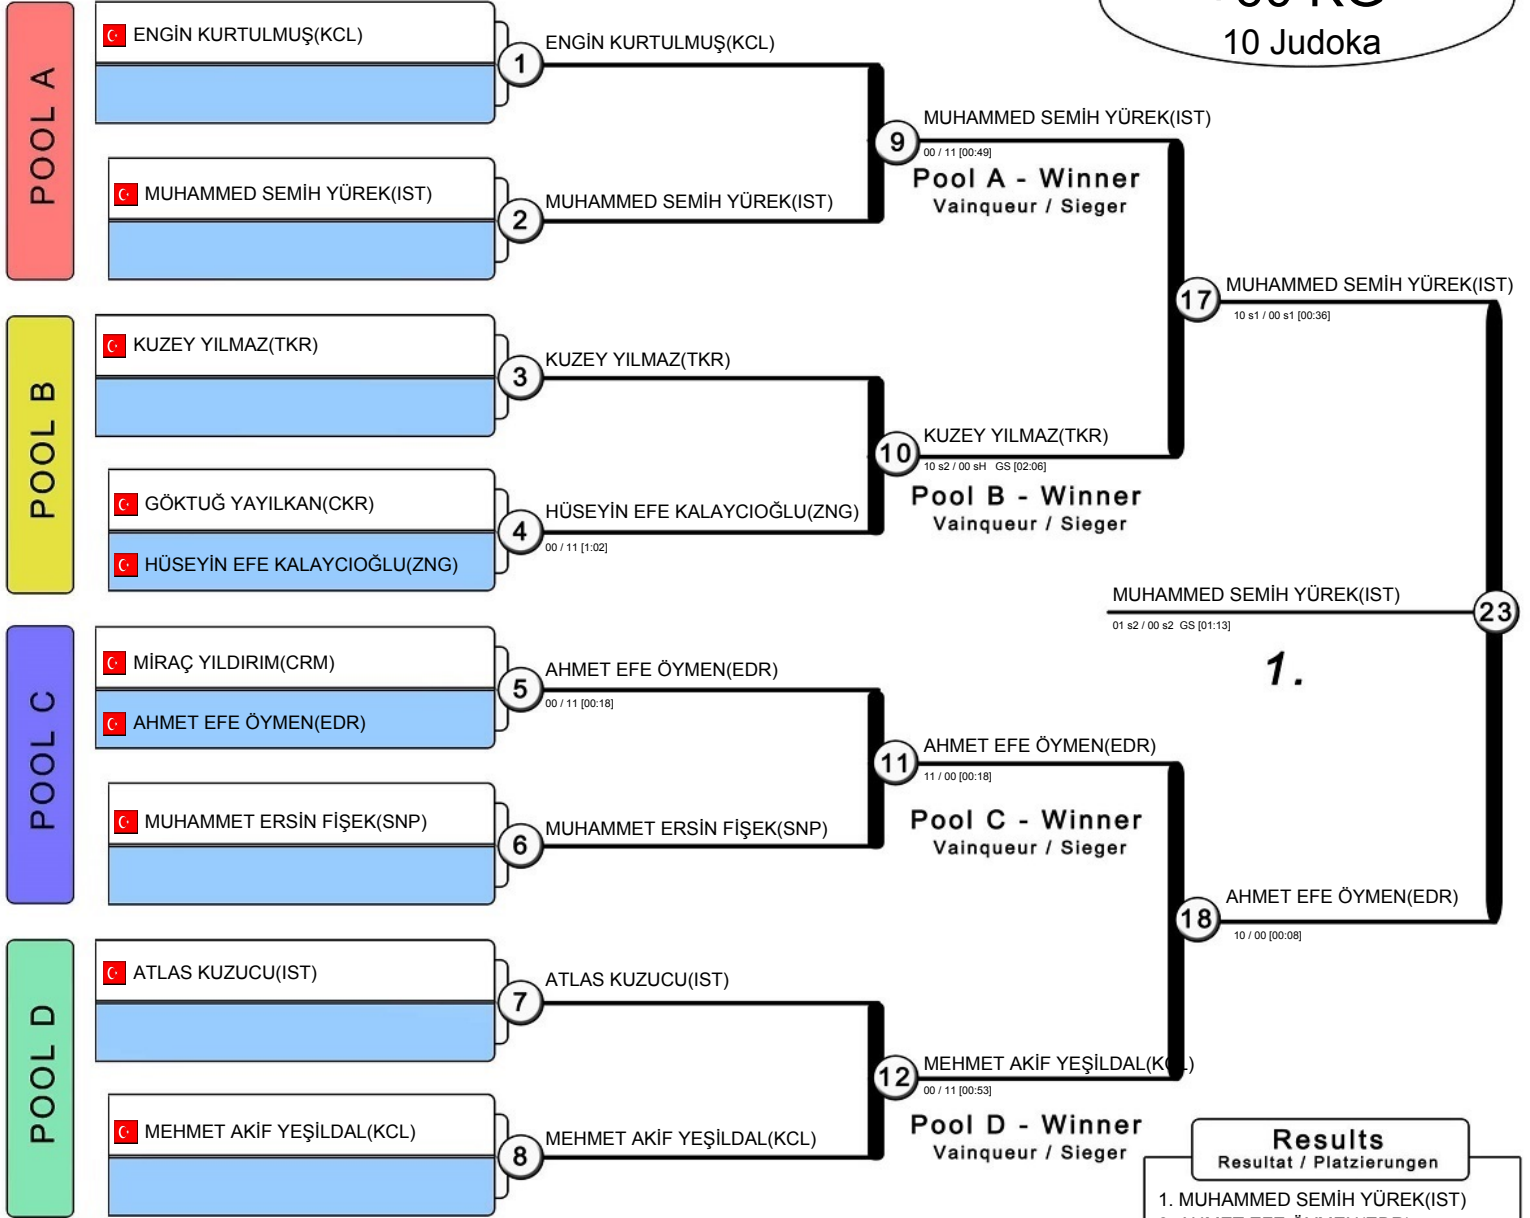 10 Judoka
POOL A
ENGİN KURTULMUŞ(KCL)
1
ENGİN KURTULMUŞ(KCL)
MUHAMMED SEMİH YÜREK(IST)
2
MUHAMMED SEMİH YÜREK(IST)
9
MUHAMMED SEMİH YÜREK(IST)
00 / 11 [00:49]
Pool A - Winner
Vainqueur / Sieger
POOL B
KUZEY YILMAZ(TKR)
3
KUZEY YILMAZ(TKR)
GÖKTUĞ YAYILKAN(CKR)
HÜSEYİN EFE KALAYCIOĞLU(ZNG)
4
HÜSEYİN EFE KALAYCIOĞLU(ZNG)
00 / 11 [1:02]
10
KUZEY YILMAZ(TKR)
10 s2 / 00 sH GS [02:06]
Pool B - Winner
Vainqueur / Sieger
17
MUHAMMED SEMİH YÜREK(IST)
10 s1 / 00 s1 [00:36]
POOL C
MİRAÇ YILDIRIM(CRM)
AHMET EFE ÖYMEN(EDR)
5
AHMET EFE ÖYMEN(EDR)
00 / 11 [00:18]
MUHAMMET ERSİN FİŞEK(SNP)
6
MUHAMMET ERSİN FİŞEK(SNP)
11
AHMET EFE ÖYMEN(EDR)
11 / 00 [00:18]
Pool C - Winner
Vainqueur / Sieger
POOL D
ATLAS KUZUCU(IST)
7
ATLAS KUZUCU(IST)
MEHMET AKİF YEŞİLDAL(KCL)
8
MEHMET AKİF YEŞİLDAL(KCL)
12
MEHMET AKİF YEŞİLDAL(KCL)
00 / 11 [00:53]
Pool D - Winner
Vainqueur / Sieger
18
AHMET EFE ÖYMEN(EDR)
10 / 00 [00:08]
23
MUHAMMED SEMİH YÜREK(IST)
01 s2 / 00 s2 GS [01:13]
1.
Results
Resultat / Platzierungen
1. MUHAMMED SEMİH YÜREK(IST)